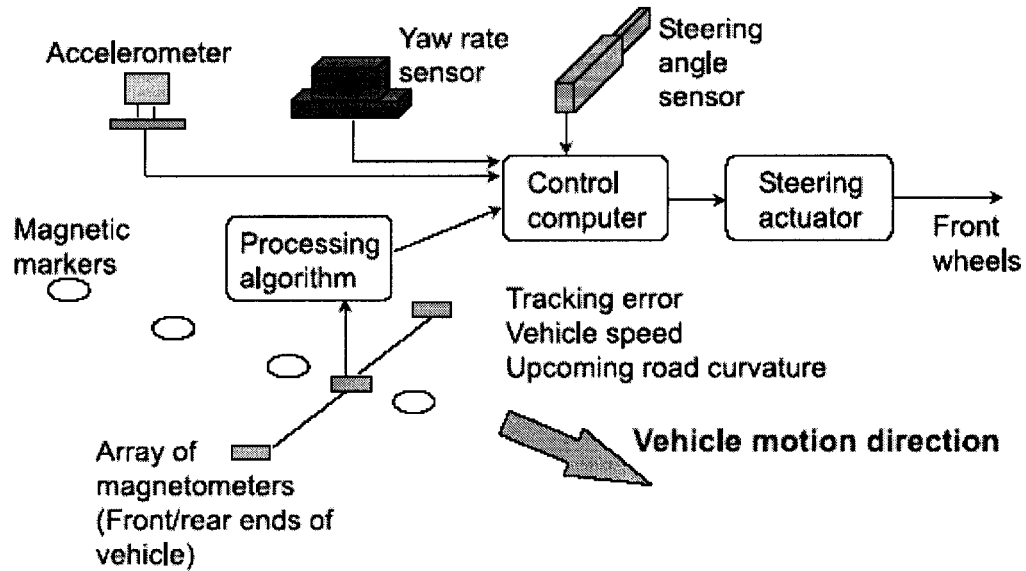 Accelerometer
Yaw rate
sensor
Steering
angle
sensor
Control
computer
Steering
actuator
Front
wheels
Magnetic
markers
Processing
algorithm
Tracking error
Vehicle speed
Upcoming road curvature
Vehicle motion direction
Array of
magnetometers
(Front/rear ends of
vehicle)